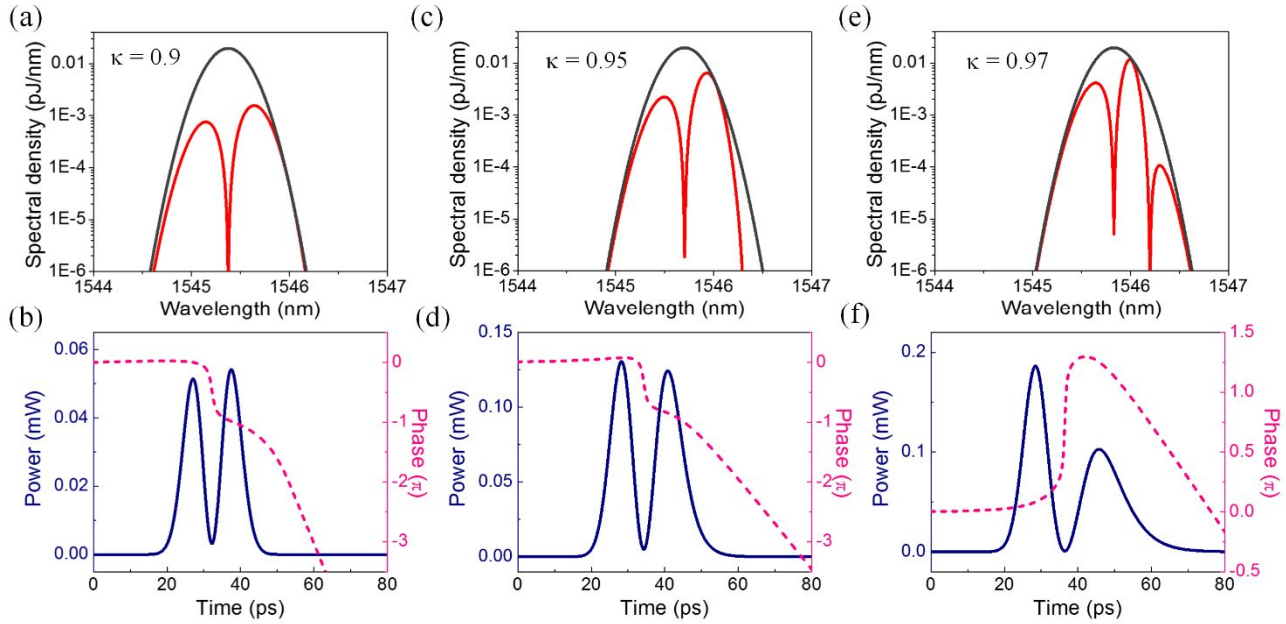 (a)
κ = 0.9
Spectral density (pJ/nm)
0.01
1E-3
1E-4
1E-5
1E-6
1544 1545 1546 1547
Wavelength (nm)
(c)
κ = 0.95
Spectral density (pJ/nm)
0.01
1E-3
1E-4
1E-5
1E-6
1544 1545 1546 1547
Wavelength (nm)
(e)
κ = 0.97
Spectral density (pJ/nm)
0.01
1E-3
1E-4
1E-5
1E-6
1544 1545 1546 1547
Wavelength (nm)
(b)
Power (mW)
0.06
0.04
0.02
0.00
0 20 40 60 80
Time (ps)
0
-1
-2
-3
Phase (π)
(d)
Power (mW)
0.15
0.10
0.05
0.00
0 20 40 60 80
Time (ps)
0
-1
-2
-3
Phase (π)
(f)
Power (mW)
0.2
0.1
0.0
0 20 40 60 80
Time (ps)
1.5
1.0
0.5
0.0
-0.5
Phase (π)